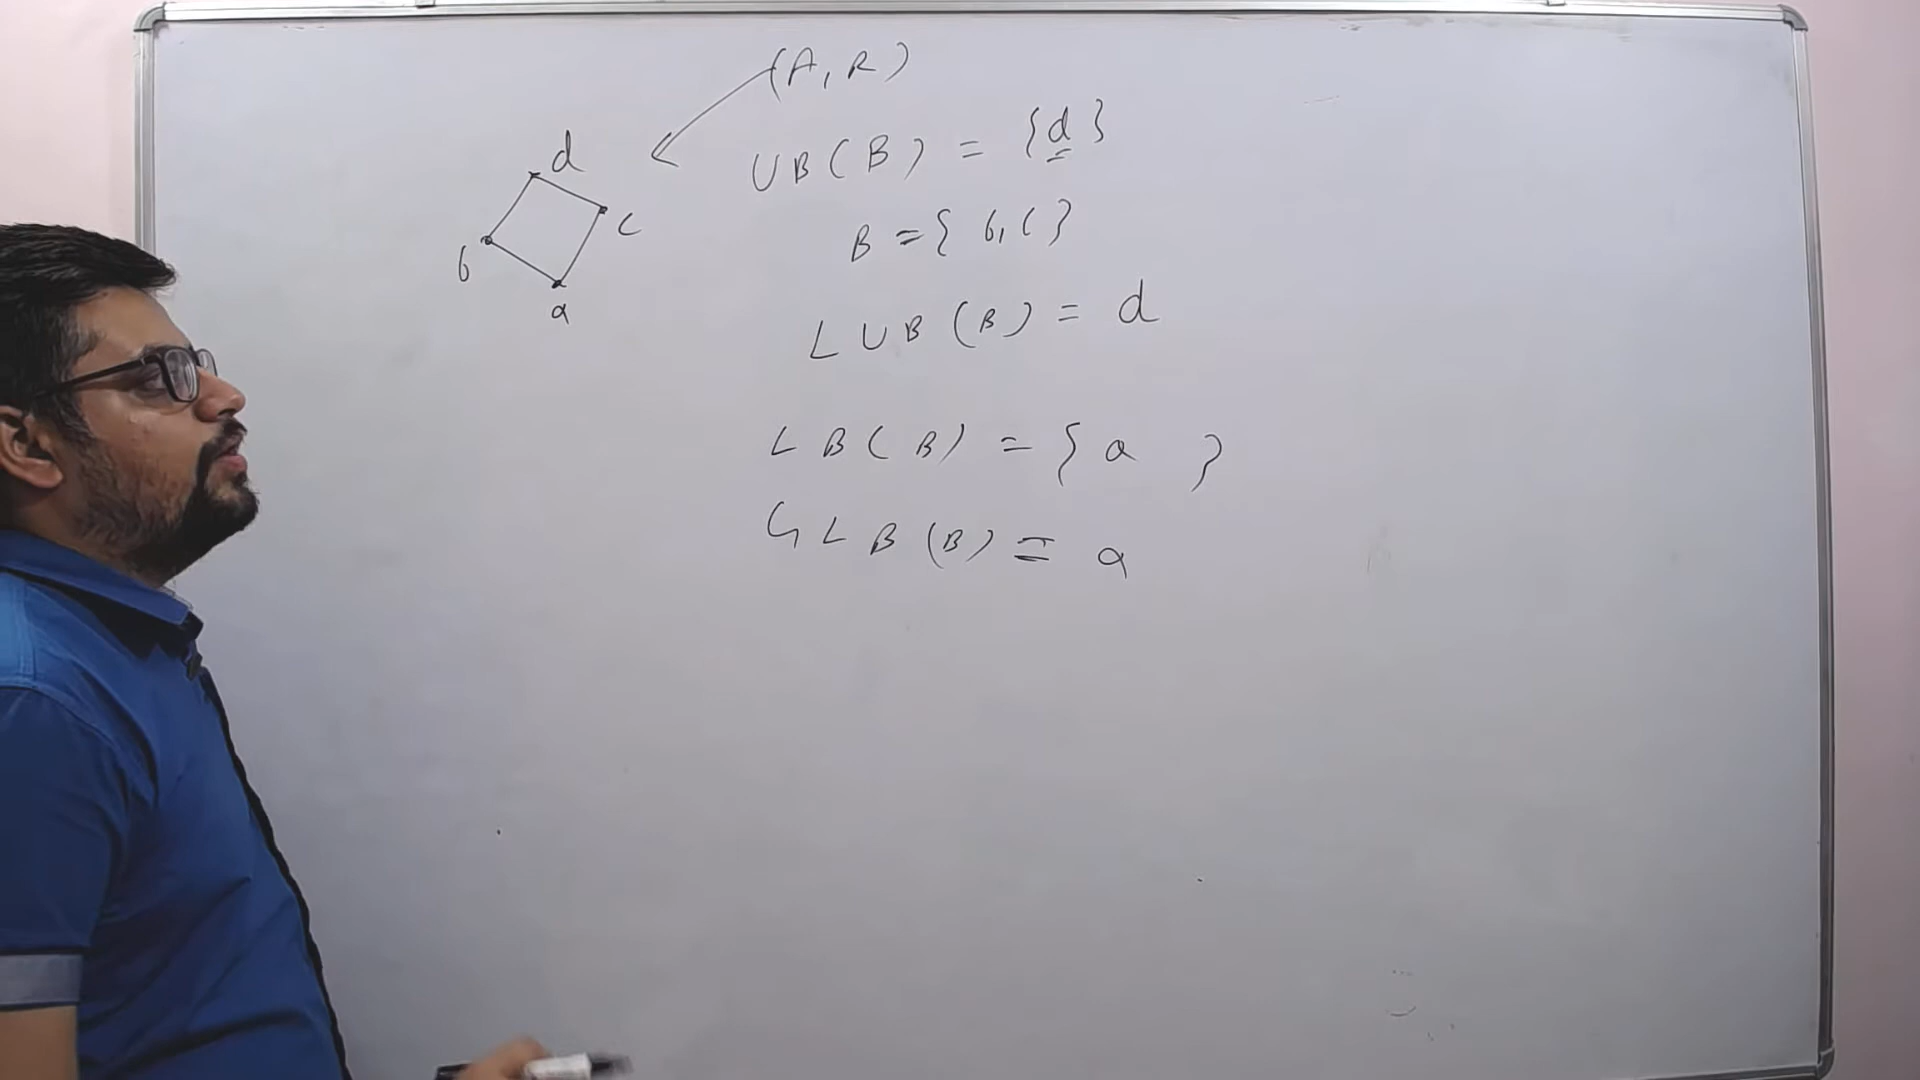 (A, R)
UB(B) = {d}
B = {b, c}
LUB(B) = d
LB(B) = {a }
GLB(B) = a
d
c
b
a